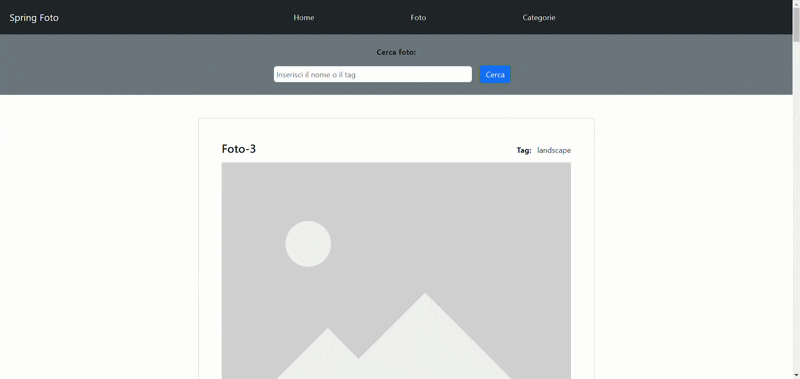 Spring Foto Home Foto Categorie
Cerca foto:
Inserisci il nome o il tag Cerca
Foto-3 Tag: landscape